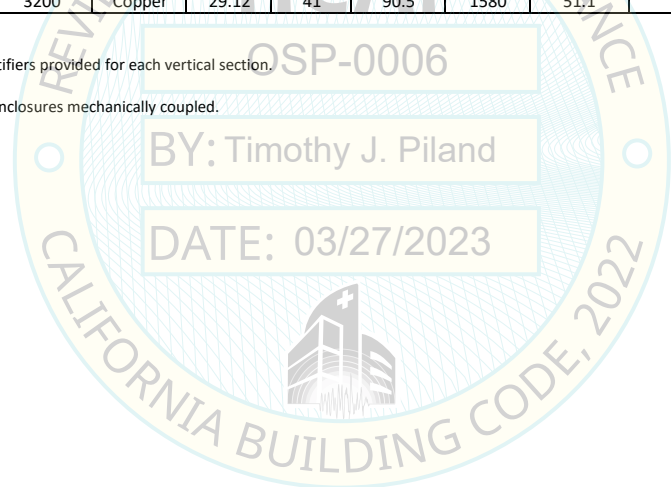 3200 Copper 29.12 41 90.5 1580 51.1
tifiers provided for each vertical section.
nclosures mechanically coupled.
OSP-0006
BY: Timothy J. Piland
DATE: 03/27/2023
CALIFORNIA BUILDING CODE, 2022